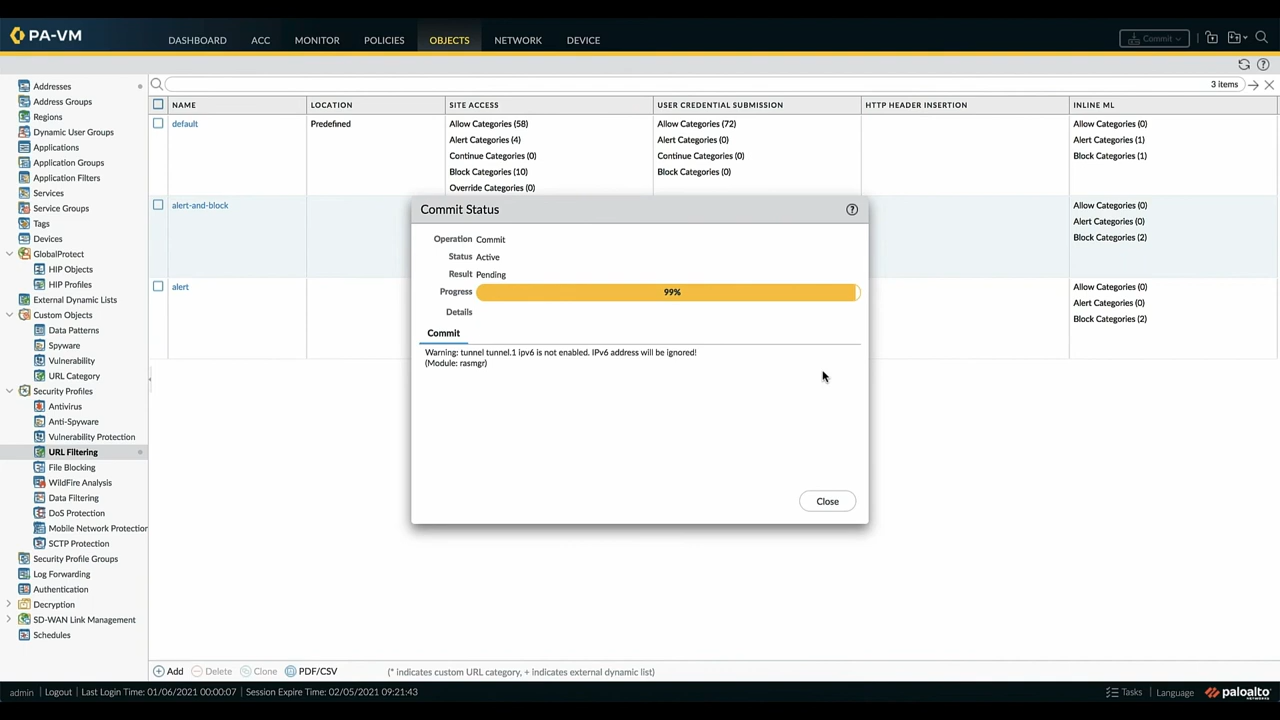 PA-VM
DASHBOARD ACC MONITOR POLICIES OBJECTS NETWORK DEVICE Commit
3 items
NAME LOCATION SITE ACCESS USER CREDENTIAL SUBMISSION HTTP HEADER INSERTION INLINE ML
default Predefined Allow Categories (58) Allow Categories (72) Allow Categories (0)
Alert Categories (4) Alert Categories (0) Alert Categories (1)
Continue Categories (0) Continue Categories (0) Block Categories (1)
Block Categories (10) Block Categories (0)
Override Categories (0)
alert-and-block Allow Categories (0)
Alert Categories (0)
Block Categories (2)
alert Allow Categories (0)
Alert Categories (0)
Block Categories (2)
Addresses
Address Groups
Regions
Dynamic User Groups
Applications
Application Groups
Application Filters
Services
Service Groups
Tags
Devices
GlobalProtect
HIP Objects
HIP Profiles
External Dynamic Lists
Custom Objects
Data Patterns
Spyware
Vulnerability
URL Category
Security Profiles
Antivirus
Anti-Spyware
Vulnerability Protection
URL Filtering
File Blocking
WildFire Analysis
Data Filtering
DoS Protection
Mobile Network Protection
SCTP Protection
Security Profile Groups
Log Forwarding
Authentication
Decryption
SD-WAN Link Management
Schedules
Commit Status
Operation Commit
Status Active
Result Pending
Progress 99%
Details
Commit
Warning: tunnel tunnel.1 ipv6 is not enabled. IPv6 address will be ignored!
(Module: rasmgr)
Close
Add Delete Clone PDF/CSV (* indicates custom URL category, + indicates external dynamic list)
admin | Logout | Last Login Time: 01/06/2021 00:00:07 | Session Expire Time: 02/05/2021 09:21:43 Tasks | Language paloalto NETWORKS